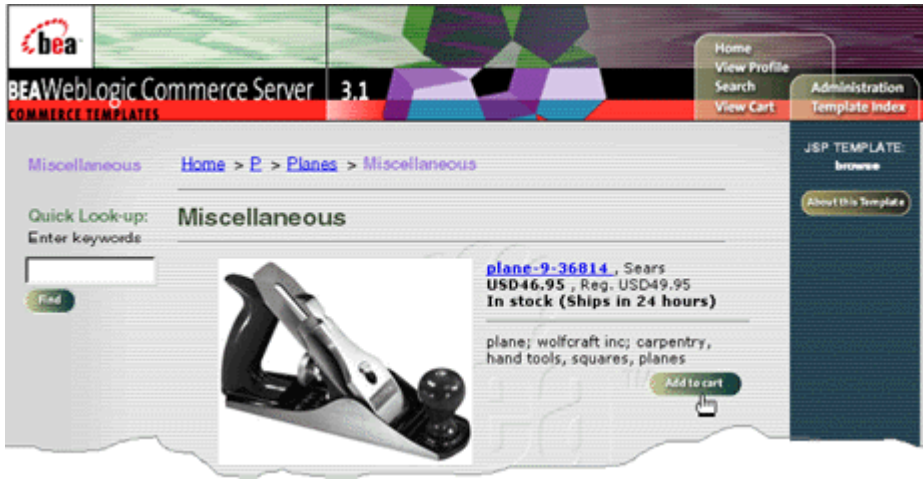 bea
BEAWebLogic Commerce Server 3.1
COMMERCE TEMPLATES
Home
View Profile
Search
View Cart
Administration
Template Index
JSP TEMPLATE:
browse
About this Template
Miscellaneous
Home > P > Planes > Miscellaneous
Quick Look-up:
Enter keywords
Find
Miscellaneous
plane-9-36814 , Sears
USD46.95 , Reg. USD49.95
In stock (Ships in 24 hours)
plane; wolfcraft inc; carpentry,
hand tools, squares, planes
Add to cart